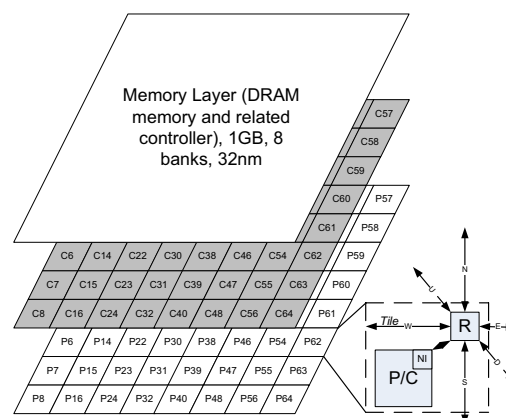 Memory Layer (DRAM
memory and related
controller), 1GB, 8
banks, 32nm
C57
C58
C59
C60 P57
C61 P58
C6 C14 C22 C30 C38 C46 C54 C62 P59
C7 C15 C23 C31 C39 C47 C55 C63 P60
C8 C16 C24 C32 C40 C48 C56 C64 P61
P6 P14 P22 P30 P38 P46 P54 P62
P7 P15 P23 P31 P39 P47 P55 P63
P8 P16 P24 P32 P40 P48 P56 P64
N
U
Tile W R E
D
NI
P/C
S